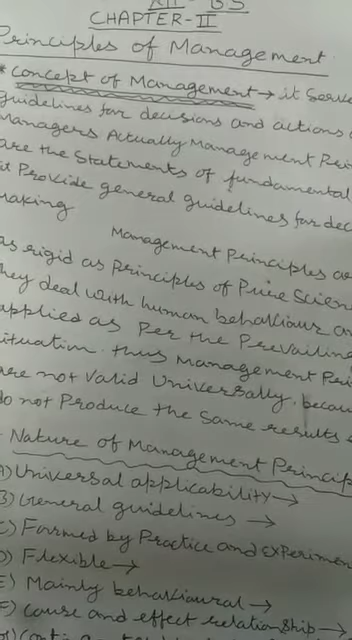 XII - BS
CHAPTER-II
Principles of Management
* Concept of Management → it Serve
guidelines for decisions and actions
Managers Actually Management Prin
are the Statements of fundamental
it Provide general guidelines for dec
making
Management Principles a
as rigid as Principles of Pure Scien
they deal with human behaviour an
applied as Per the Prevailing
situation. thus Management Pri
are not Valid Universally. becau
do not Produce the same results
Nature of Management Princip
A) Universal applicability →
B) General guidelines →
C) Formed by Practice and experimen
D) Flexible →
E) Mainly behavioural →
F) cause and effect relationship →